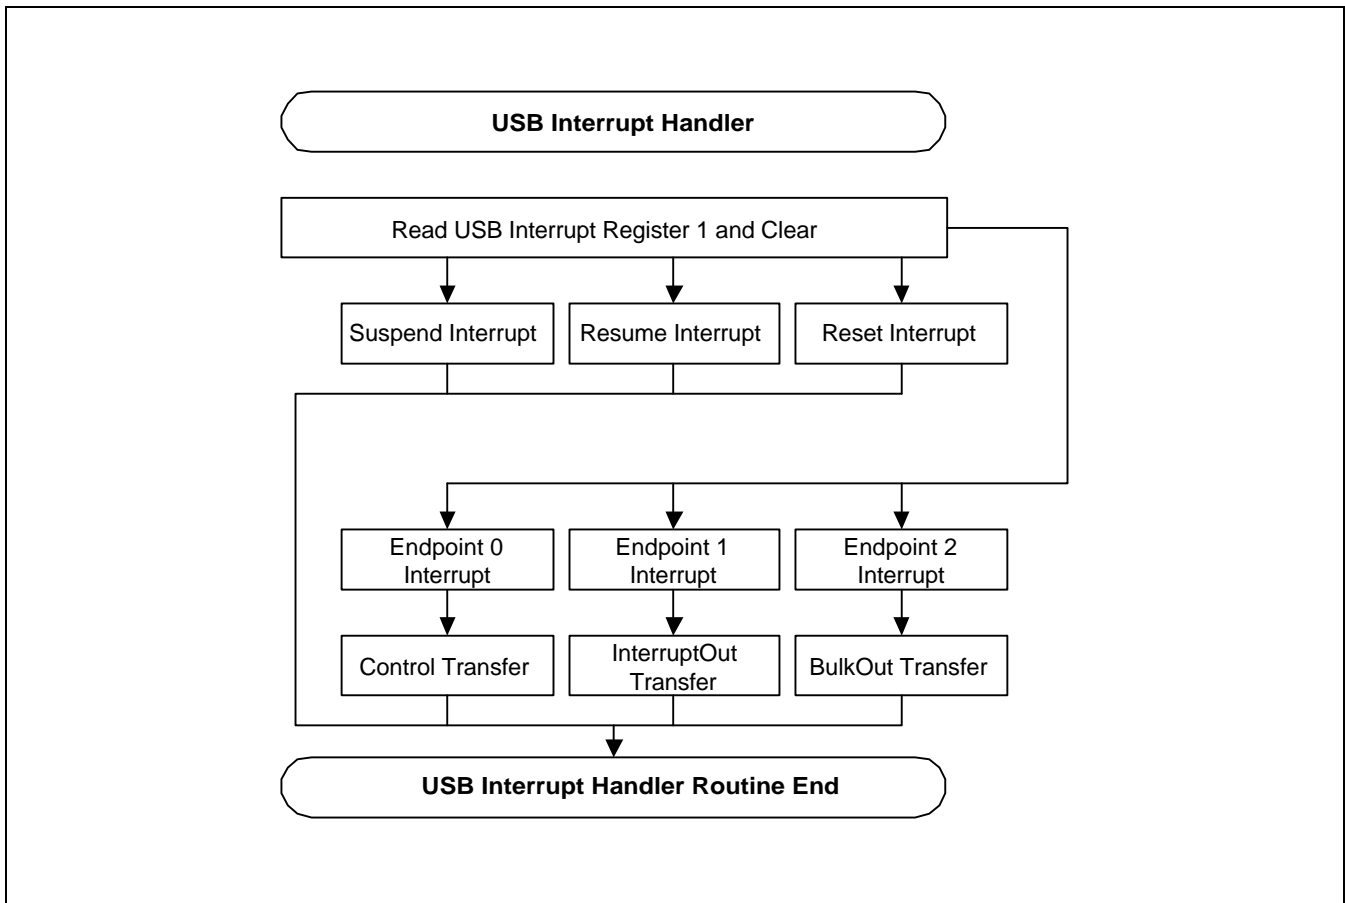 USB Interrupt Handler
Read USB Interrupt Register 1 and Clear
Suspend Interrupt
Resume Interrupt
Reset Interrupt
Endpoint 0
Interrupt
Endpoint 1
Interrupt
Endpoint 2
Interrupt
Control Transfer
InterruptOut
Transfer
BulkOut Transfer
USB Interrupt Handler Routine End